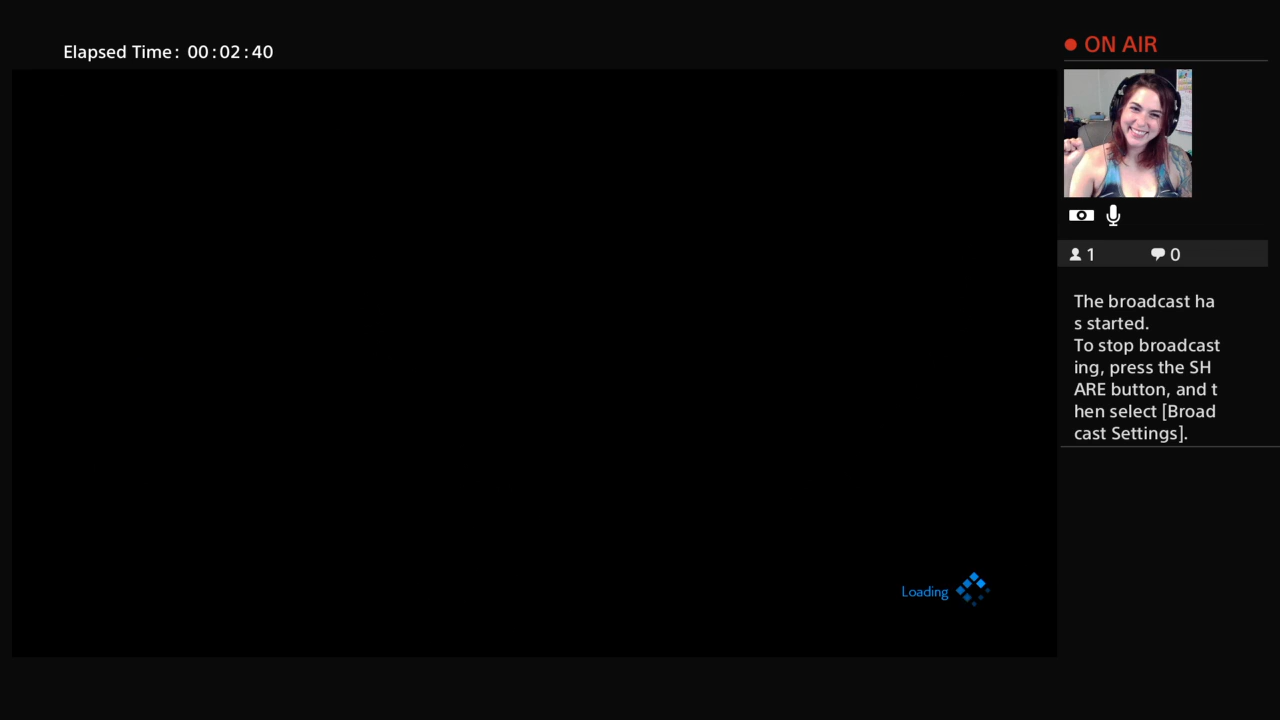 Elapsed Time: 00:02:40
ON AIR
1 0
The broadcast ha
s started.
To stop broadcast
ing, press the SH
ARE button, and t
hen select [Broad
cast Settings].
Loading